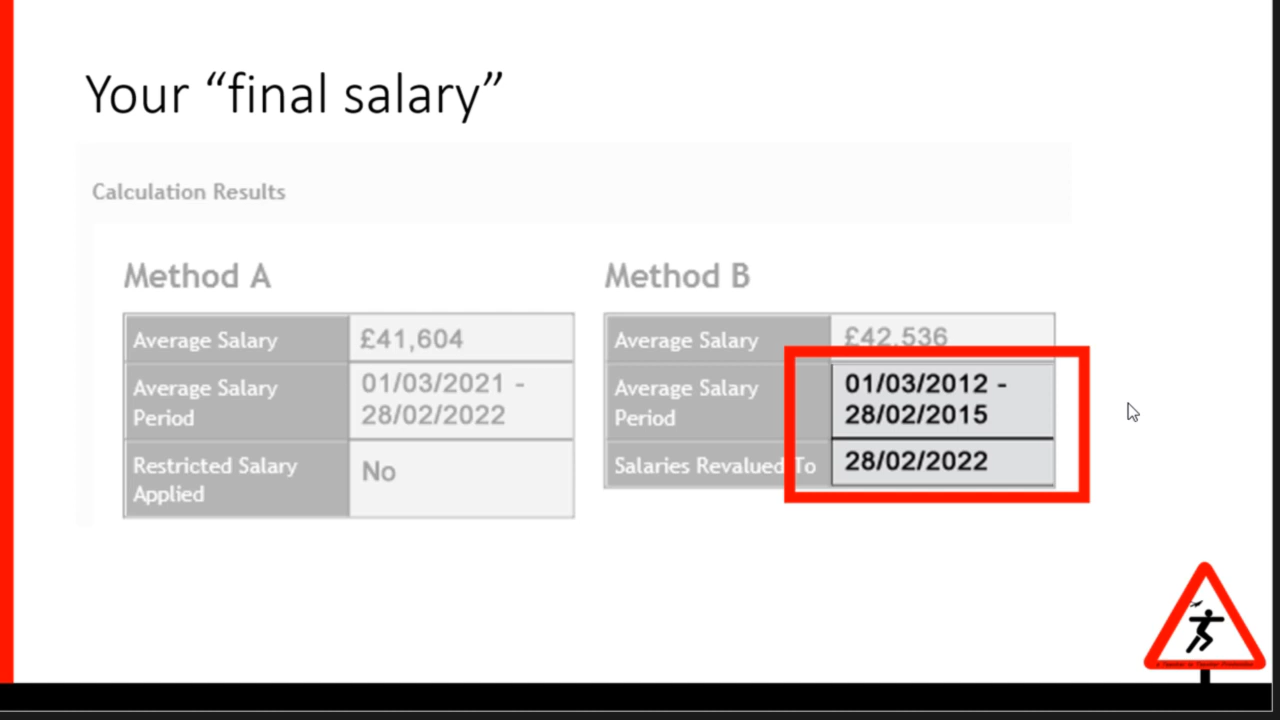 Your “final salary”
Calculation Results
Method A
Average Salary £41,604
Average Salary Period 01/03/2021 -
28/02/2022
Restricted Salary Applied No
Method B
Average Salary £42,536
Average Salary Period 01/03/2012 -
28/02/2015
Salaries Revalued To 28/02/2022